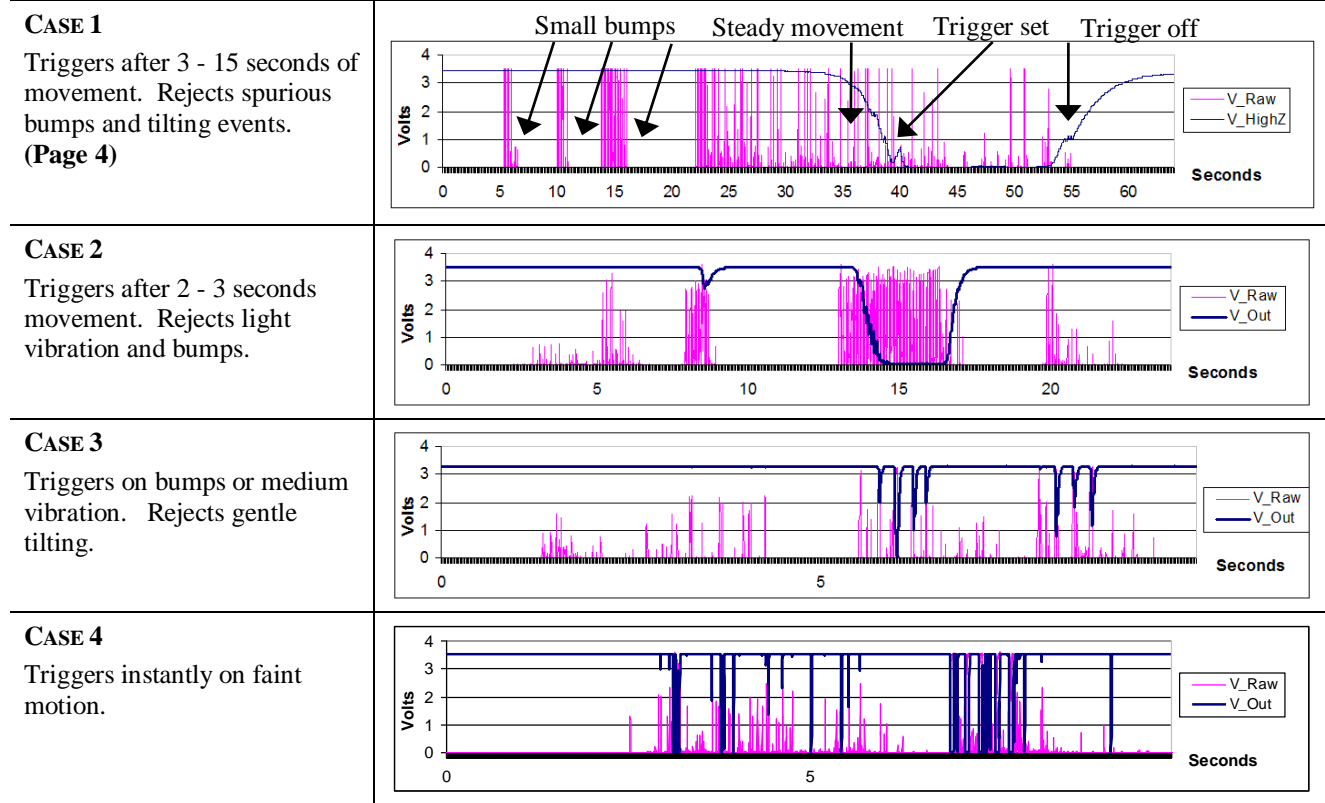 CASE 1
Triggers after 3 - 15 seconds of
movement. Rejects spurious
bumps and tilting events.
(Page 4)
Small bumps
Steady movement
Trigger set
Trigger off
Volts
4
3
2
1
0
0 5 10 15 20 25 30 35 40 45 50 55 60
Seconds
V_Raw
V_HighZ
CASE 2
Triggers after 2 - 3 seconds
movement. Rejects light
vibration and bumps.
Volts
4
3
2
1
0
0 5 10 15 20
Seconds
V_Raw
V_Out
CASE 3
Triggers on bumps or medium
vibration. Rejects gentle
tilting.
Volts
4
3
2
1
0
0 5
Seconds
V_Raw
V_Out
CASE 4
Triggers instantly on faint
motion.
Volts
4
3
2
1
0
0 5
Seconds
V_Raw
V_Out